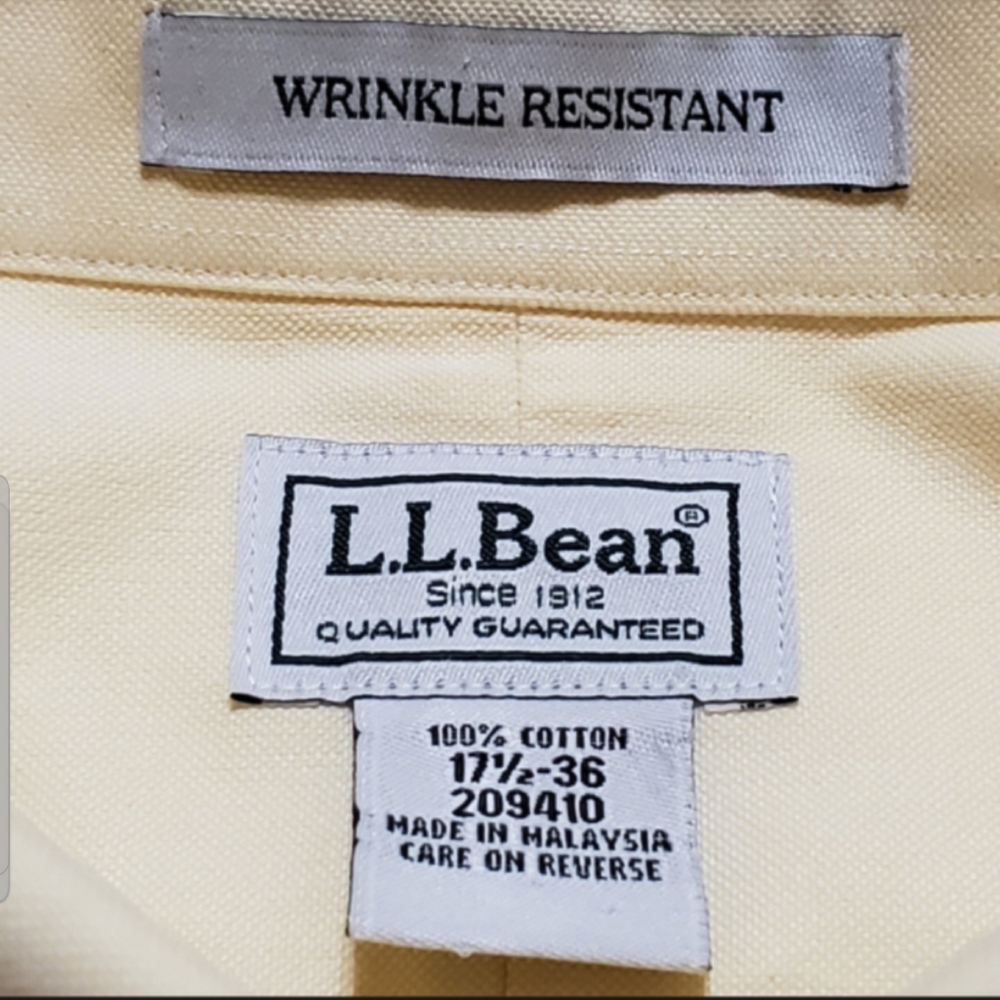 WRINKLE RESISTANT
L.L.Bean®
Since 1912
QUALITY GUARANTEED
100% COTTON
17½-36
209410
MADE IN MALAYSIA
CARE ON REVERSE